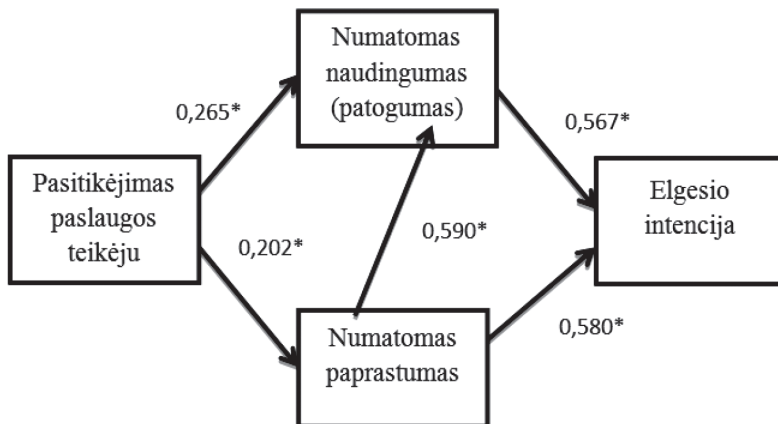 Numatomas
naudingumas
(patogumas)
0,265*
0,567*
Pasitikėjimas
paslaugos
teikėju
Elgesio
intencija
0,202*
0,590*
Numatomas
paprastumas
0,580*